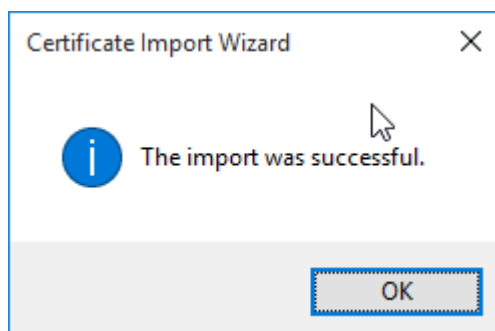 Certificate Import Wizard
The import was successful.
OK